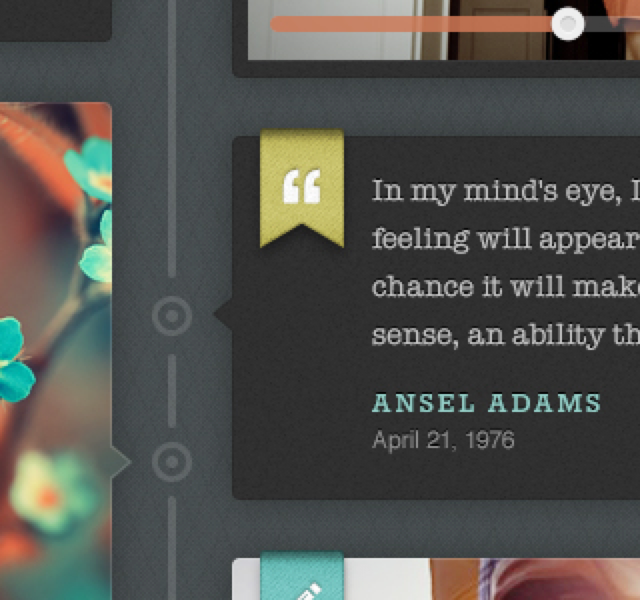 “
In my mind's eye, I
feeling will appear
chance it will mak
sense, an ability th
ANSEL ADAMS
April 21, 1976